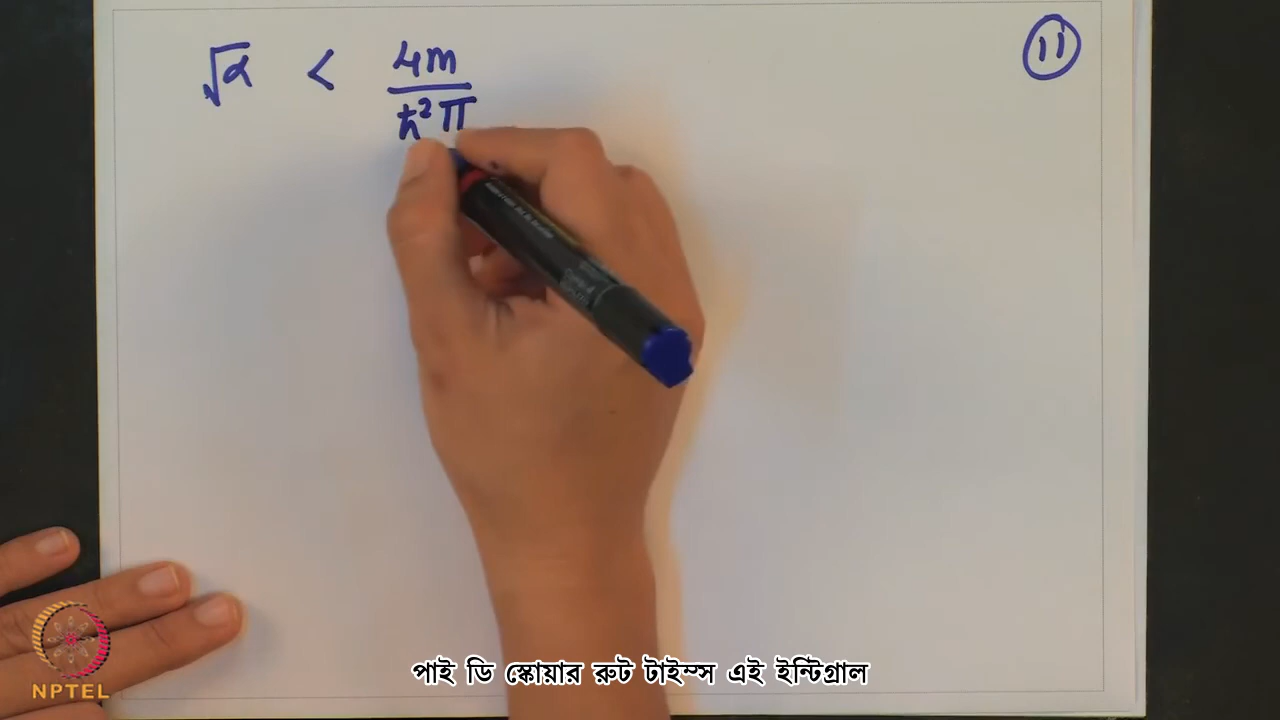 √α < 4m / ħ²π
11
NPTEL
পাই ডি স্কোয়ার রুট টাইম্স এই ইন্টিগ্রাল